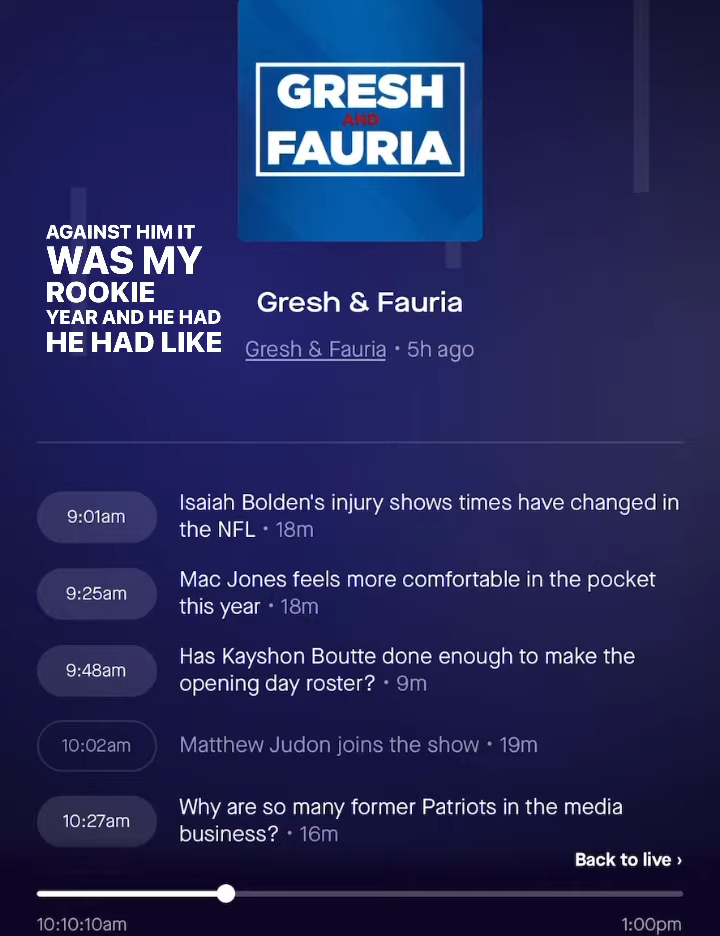 GRESH
AND
FAURIA
AGAINST HIM IT
WAS MY
ROOKIE
YEAR AND HE HAD
HE HAD LIKE
Gresh & Fauria
Gresh & Fauria • 5h ago
9:01am
Isaiah Bolden's injury shows times have changed in
the NFL • 18m
9:25am
Mac Jones feels more comfortable in the pocket
this year • 18m
9:48am
Has Kayshon Boutte done enough to make the
opening day roster? • 9m
10:02am
Matthew Judon joins the show • 19m
10:27am
Why are so many former Patriots in the media
business? • 16m
Back to live ›
10:10:10am
1:00pm